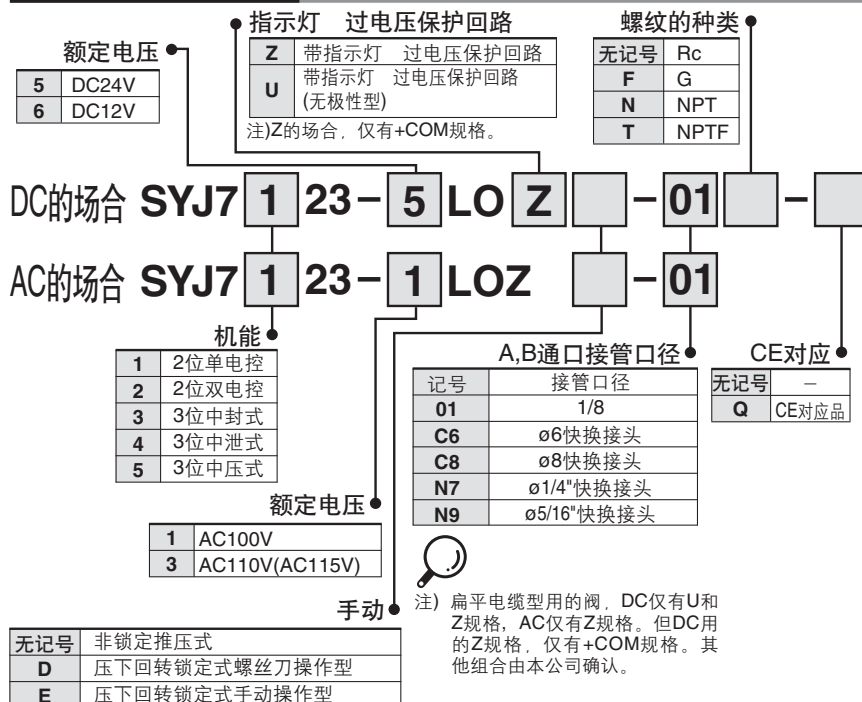 指示灯 过电压保护回路
Z 带指示灯 过电压保护回路
U 带指示灯 过电压保护回路
(无极性型)
注)Z的场合，仅有+COM规格。
螺纹的种类
无记号 Rc
F G
N NPT
T NPTF
额定电压
5 DC24V
6 DC12V
DC的场合 SYJ7 1 23－ 5 LO Z －01 －
AC的场合 SYJ7 1 23－ 1 LOZ －01
机能
1 2位单电控
2 2位双电控
3 3位中封式
4 3位中泄式
5 3位中压式
额定电压
1 AC100V
3 AC110V(AC115V)
A,B通口接管口径
记号 接管口径
01 1/8
C6 ø6快换接头
C8 ø8快换接头
N7 ø1/4"快换接头
N9 ø5/16"快换接头
CE对应
无记号 －
Q CE对应品
手动
无记号 非锁定推压式
D 压下回转锁定式螺丝刀操作型
E 压下回转锁定式手动操作型
注) 扁平电缆型用的阀，DC仅有U和
Z规格，AC仅有Z规格。但DC用
的Z规格，仅有+COM规格。其
他组合由本公司确认。